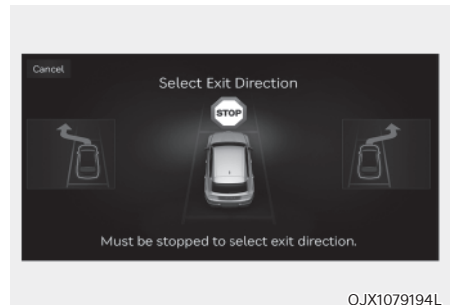 Cancel
Select Exit Direction
STOP
Must be stopped to select exit direction.
OJX1079194L